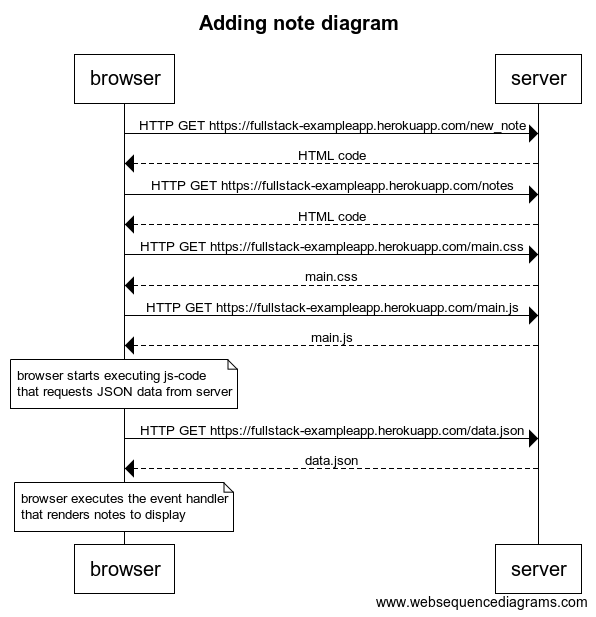 Adding note diagram
browser
server
HTTP GET https://fullstack-exampleapp.herokuapp.com/new_note
HTML code
HTTP GET https://fullstack-exampleapp.herokuapp.com/notes
HTML code
HTTP GET https://fullstack-exampleapp.herokuapp.com/main.css
main.css
HTTP GET https://fullstack-exampleapp.herokuapp.com/main.js
main.js
browser starts executing js-code
that requests JSON data from server
HTTP GET https://fullstack-exampleapp.herokuapp.com/data.json
data.json
browser executes the event handler
that renders notes to display
browser
server
www.websequencediagrams.com